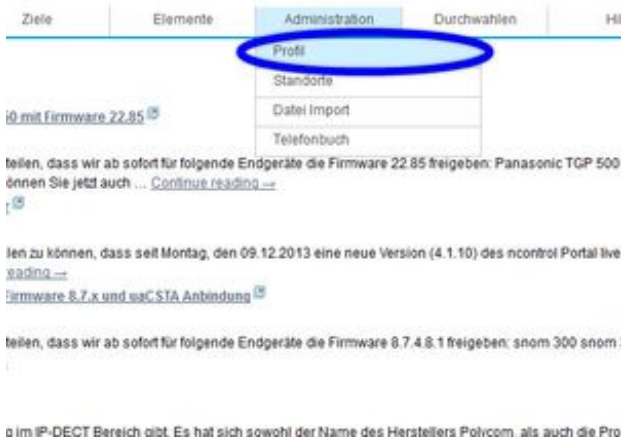 Ziele Elemente Administration Durchwahlen
Profil
Standorte
Datei Import
Telefonbuch
mit Firmware 22.85
teilen, dass wir ab sofort für folgende Endgeräte die Firmware 22.85 freigeben: Panasonic TGP 500
önnen Sie jetzt auch ... Continue reading →
len zu können, dass seit Montag, den 09.12.2013 eine neue Version (4.1.10) des ncontrol Portal live
reading →
Firmware 8.7.x und uaCSTA Anbindung
teilen, dass wir ab sofort für folgende Endgeräte die Firmware 8.7.4.8.1 freigeben: snom 300 snom
g im IP-DECT Bereich gibt. Es hat sich sowohl der Name des Herstellers Polycom, als auch die Pro